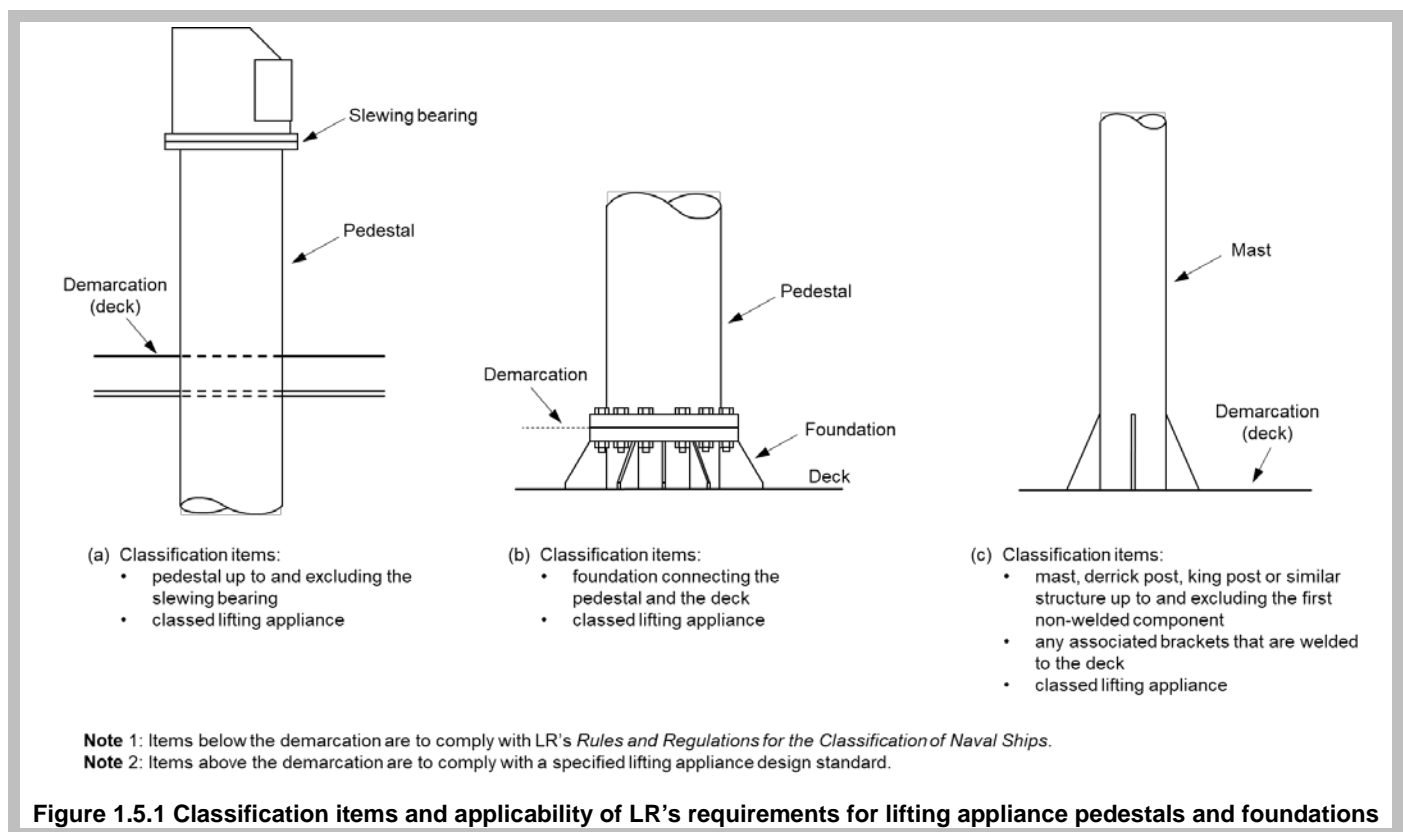 Slewing bearing
Pedestal
Demarcation
(deck)
(a) Classification items:
• pedestal up to and excluding the
slewing bearing
• classed lifting appliance
Pedestal
Demarcation
Foundation
Deck
(b) Classification items:
• foundation connecting the
pedestal and the deck
• classed lifting appliance
Mast
Demarcation
(deck)
(c) Classification items:
• mast, derrick post, king post or similar
structure up to and excluding the first
non-welded component
• any associated brackets that are welded
to the deck
• classed lifting appliance
Note 1: Items below the demarcation are to comply with LR's Rules and Regulations for the Classification of Naval Ships.
Note 2: Items above the demarcation are to comply with a specified lifting appliance design standard.
Figure 1.5.1 Classification items and applicability of LR's requirements for lifting appliance pedestals and foundations